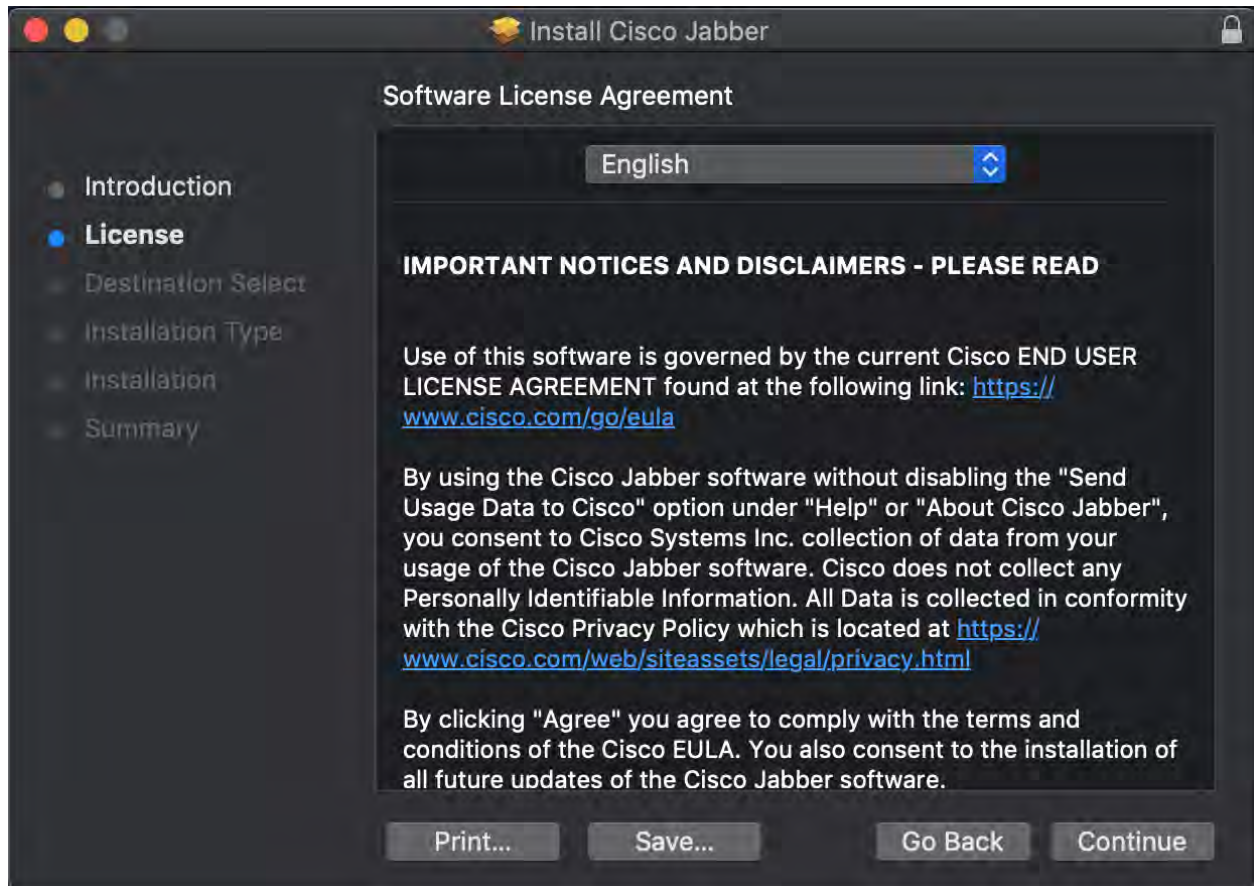 Install Cisco Jabber
Software License Agreement
Introduction
License
Destination Select
Installation Type
Installation
Summary
English
IMPORTANT NOTICES AND DISCLAIMERS - PLEASE READ
Use of this software is governed by the current Cisco END USER
LICENSE AGREEMENT found at the following link: https://
www.cisco.com/go/eula
By using the Cisco Jabber software without disabling the "Send
Usage Data to Cisco" option under "Help" or "About Cisco Jabber",
you consent to Cisco Systems Inc. collection of data from your
usage of the Cisco Jabber software. Cisco does not collect any
Personally Identifiable Information. All Data is collected in conformity
with the Cisco Privacy Policy which is located at https://
www.cisco.com/web/siteassets/legal/privacy.html
By clicking "Agree" you agree to comply with the terms and
conditions of the Cisco EULA. You also consent to the installation of
all future updates of the Cisco Jabber software.
Print...
Save...
Go Back
Continue